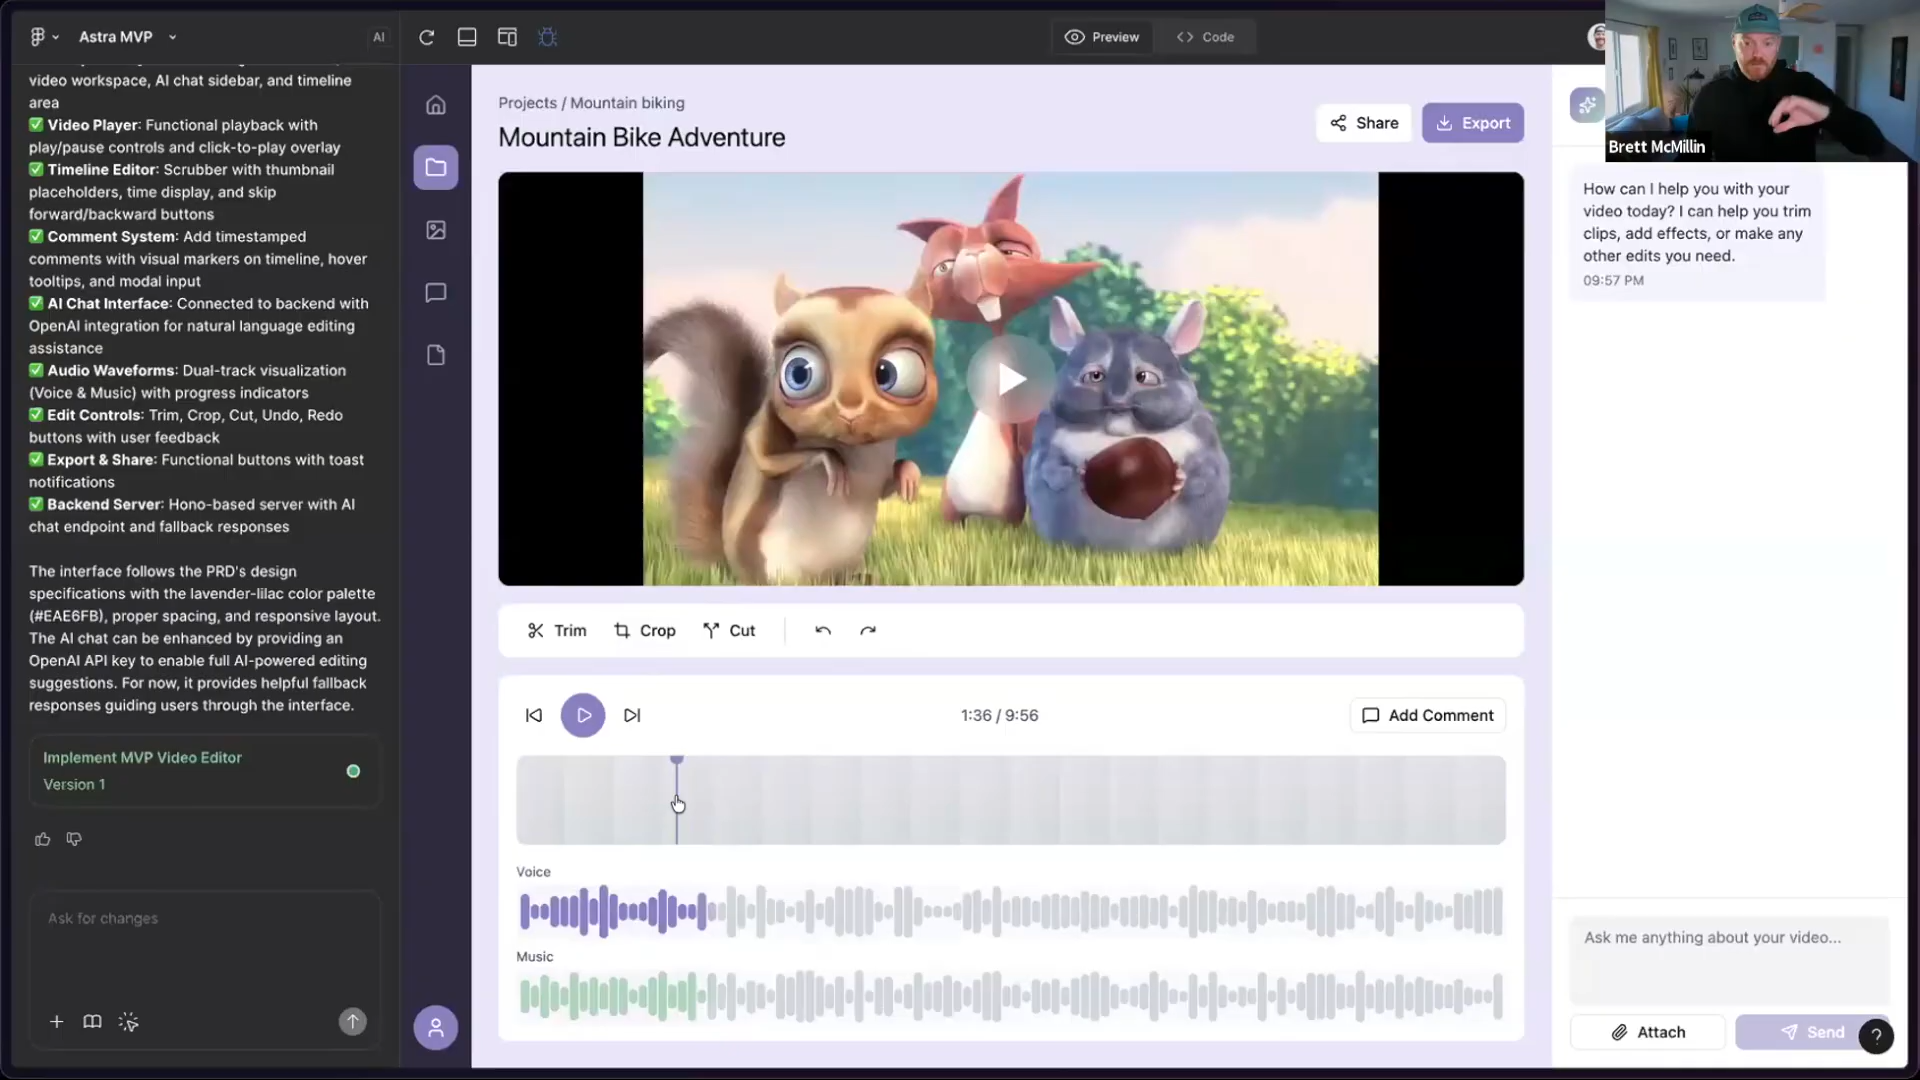 Astra MVP
AI
Preview
Code
video workspace, AI chat sidebar, and timeline
area
✅ Video Player: Functional playback with
play/pause controls and click-to-play overlay
✅ Timeline Editor: Scrubber with thumbnail
placeholders, time display, and skip
forward/backward buttons
✅ Comment System: Add timestamped
comments with visual markers on timeline, hover
tooltips, and modal input
✅ AI Chat Interface: Connected to backend with
OpenAI integration for natural language editing
assistance
✅ Audio Waveforms: Dual-track visualization
(Voice & Music) with progress indicators
✅ Edit Controls: Trim, Crop, Cut, Undo, Redo
buttons with user feedback
✅ Export & Share: Functional buttons with toast
notifications
✅ Backend Server: Hono-based server with AI
chat endpoint and fallback responses
The interface follows the PRD's design
specifications with the lavender-lilac color palette
(#EAE6FB), proper spacing, and responsive layout.
The AI chat can be enhanced by providing an
OpenAI API key to enable full AI-powered editing
suggestions. For now, it provides helpful fallback
responses guiding users through the interface.
Implement MVP Video Editor
Version 1
Ask for changes
Projects / Mountain biking
Mountain Bike Adventure
Share
Export
Trim
Crop
Cut
1:36 / 9:56
Add Comment
Voice
Music
Brett McMillin
How can I help you with your
video today? I can help you trim
clips, add effects, or make any
other edits you need.
09:57 PM
Ask me anything about your video...
Attach
Send
?